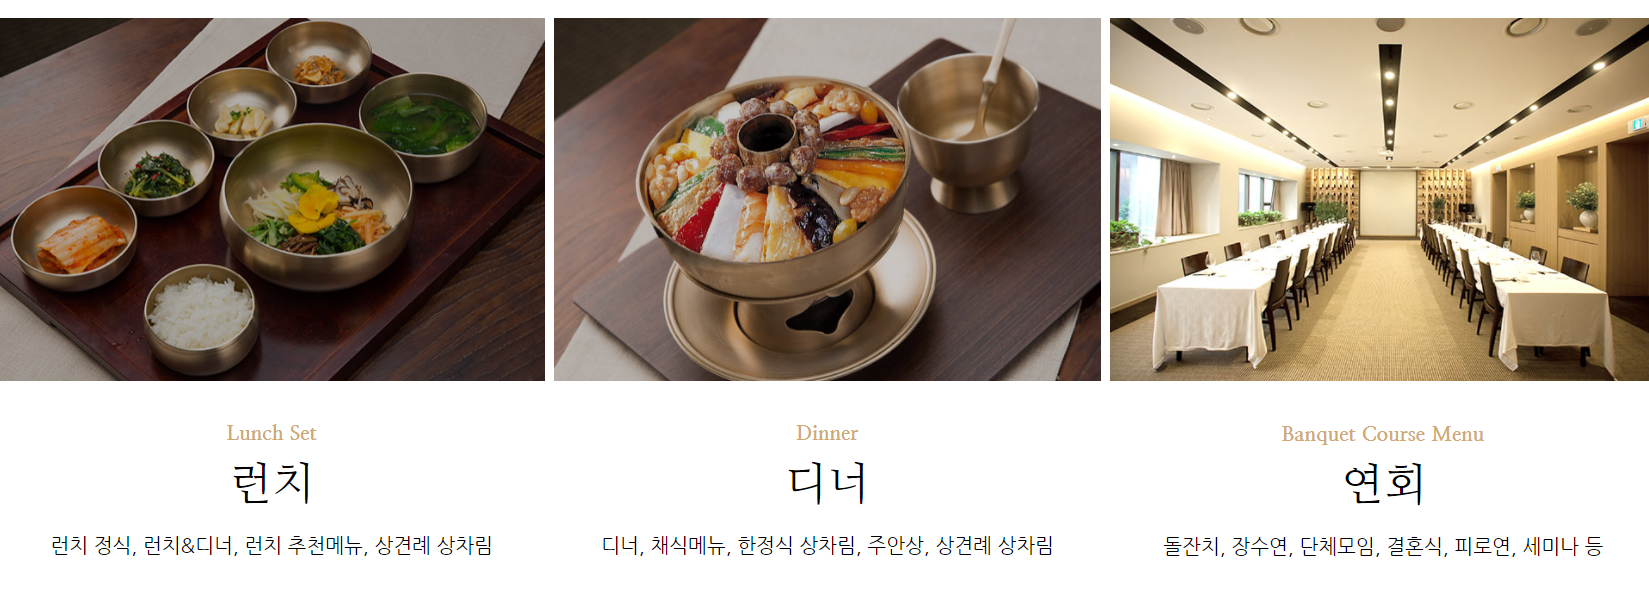 Lunch Set
런치
런치 정식, 런치&디너, 런치 추천메뉴, 상견례 상차림
Dinner
디너
디너, 채식메뉴, 한정식 상차림, 주안상, 상견례 상차림
Banquet Course Menu
연회
돌잔치, 장수연, 단체모임, 결혼식, 피로연, 세미나 등